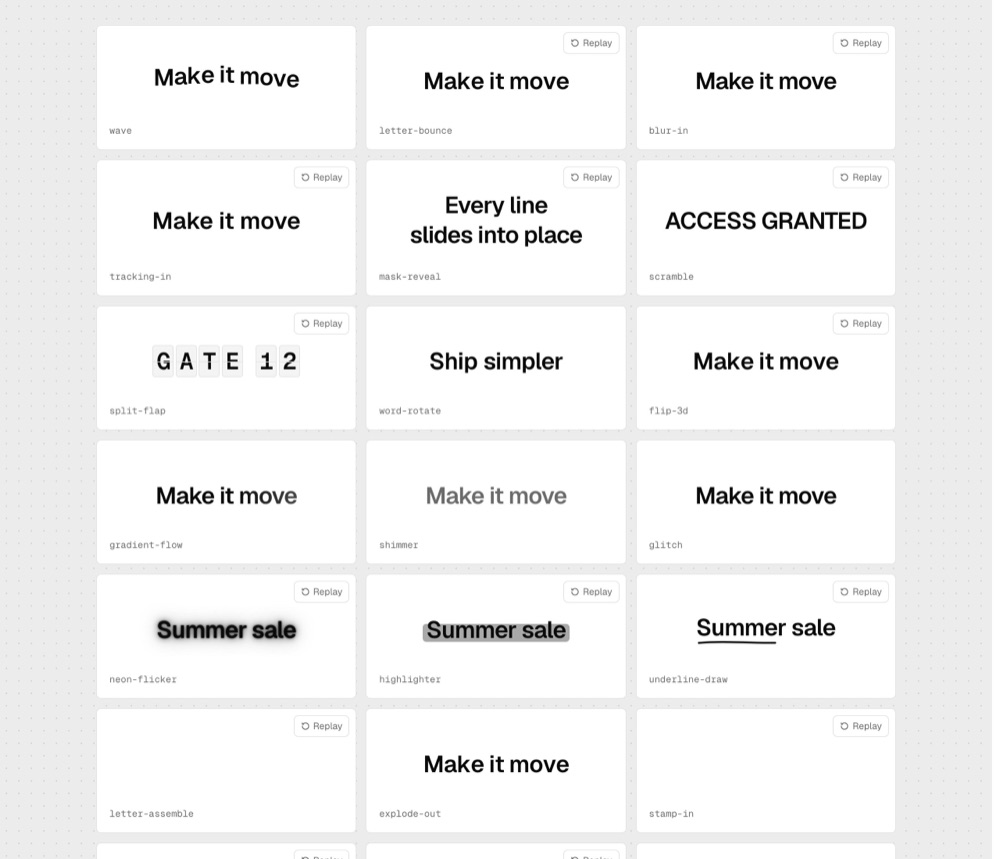 Make it move
wave
Replay
Make it move
letter-bounce
Replay
Make it move
blur-in
Replay
Make it move
tracking-in
Replay
Every line
slides into place
mask-reveal
Replay
ACCESS GRANTED
scramble
Replay
GATE 12
split-flap
Ship simpler
word-rotate
Replay
Make it move
flip-3d
Make it move
gradient-flow
Make it move
shimmer
Make it move
glitch
Replay
Summer sale
neon-flicker
Replay
Summer sale
highlighter
Replay
Summer sale
underline-draw
Replay
letter-assemble
Replay
Make it move
explode-out
Replay
stamp-in
Replay
Replay